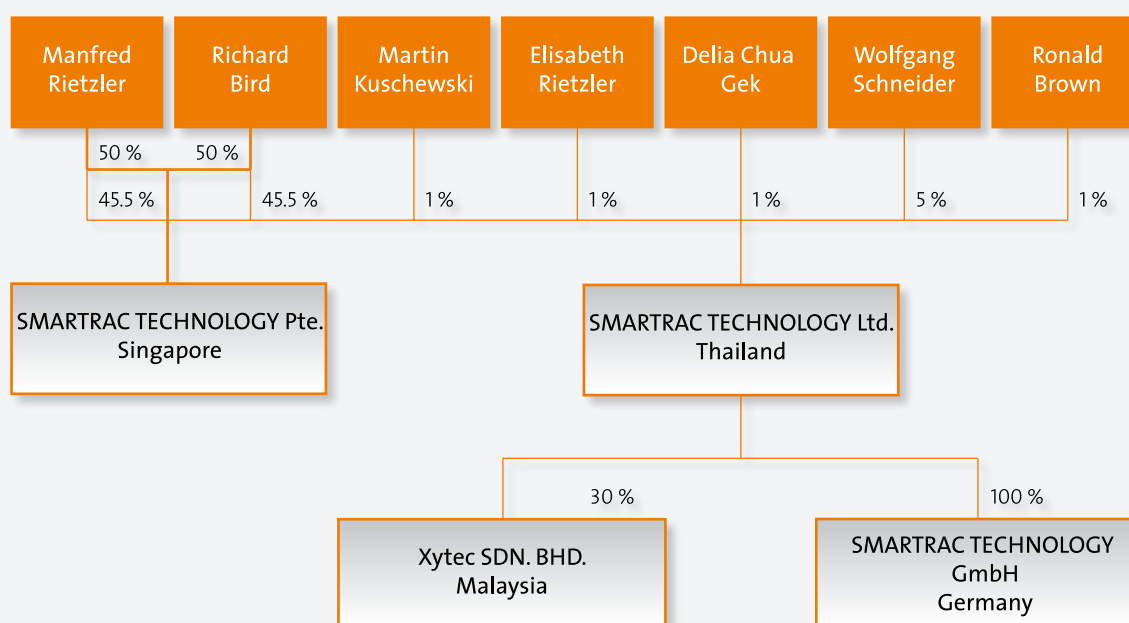 Manfred
Rietzler
Richard
Bird
Martin
Kuschewski
Elisabeth
Rietzler
Delia Chua
Gek
Wolfgang
Schneider
Ronald
Brown
50 %
50 %
45.5 %
45.5 %
1 %
1 %
1 %
5 %
1 %
SMARTRAC TECHNOLOGY Pte.
Singapore
SMARTRAC TECHNOLOGY Ltd.
Thailand
30 %
100 %
Xytec SDN. BHD.
Malaysia
SMARTRAC TECHNOLOGY
GmbH
Germany